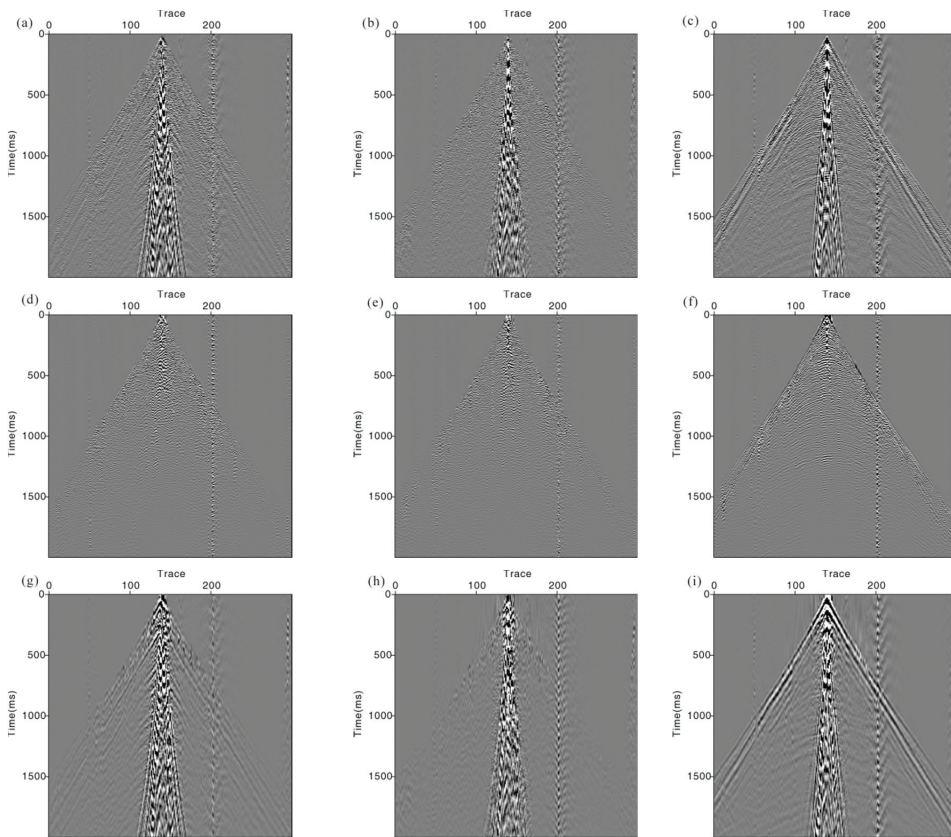 (a) Trace (b) Trace (c) Trace
0 100 200 0 100 200 0 100 200
0 0 0
500 500 500
Time(ms) Time(ms) Time(ms)
1000 1000 1000
1500 1500 1500
(d) Trace (e) Trace (f) Trace
0 100 200 0 100 200 0 100 200
0 0 0
500 500 500
Time(ms) Time(ms) Time(ms)
1000 1000 1000
1500 1500 1500
(g) Trace (h) Trace (i) Trace
0 100 200 0 100 200 0 100 200
0 0 0
500 500 500
Time(ms) Time(ms) Time(ms)
1000 1000 1000
1500 1500 1500